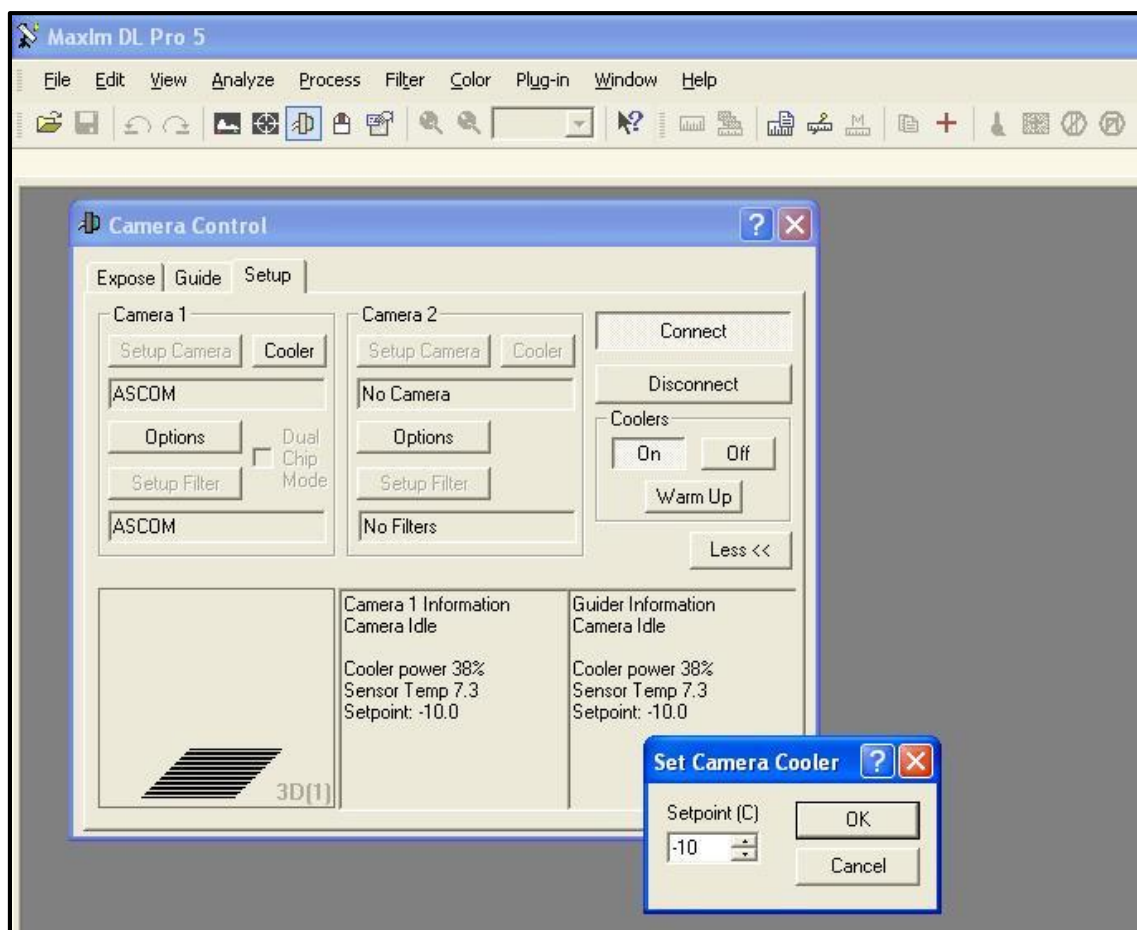 MaxIm DL Pro 5
File Edit View Analyze Process Filter Color Plug-in Window Help
Camera Control
Expose Guide Setup
Camera 1
Setup Camera Cooler
ASCOM
Options
Dual
Chip
Mode
Setup Filter
ASCOM
Camera 2
Setup Camera Cooler
No Camera
Options
Setup Filter
No Filters
Connect
Disconnect
Coolers
On Off
Warm Up
Less <<
3D(1)
Camera 1 Information
Camera Idle
Cooler power 38%
Sensor Temp 7.3
Setpoint: -10.0
Guider Information
Camera Idle
Cooler power 38%
Sensor Temp 7.3
Setpoint: -10.0
Set Camera Cooler
Setpoint (C)
-10
OK
Cancel